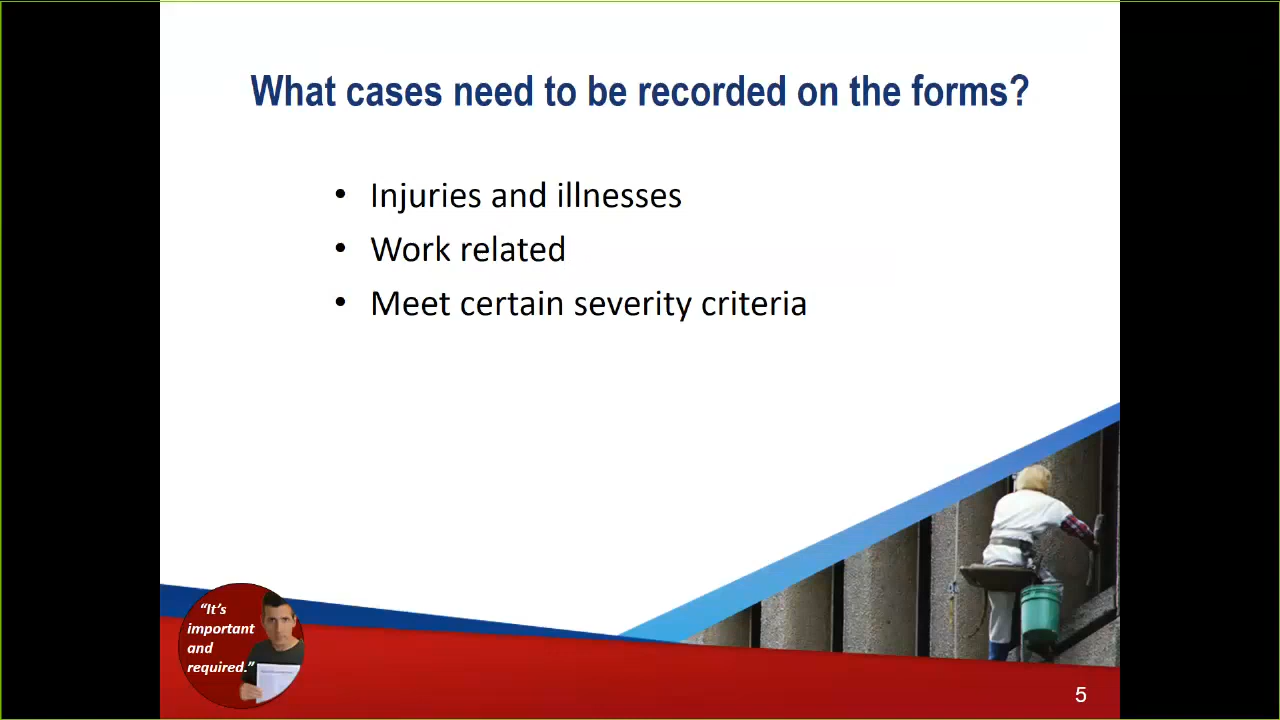 What cases need to be recorded on the forms?
• Injuries and illnesses
• Work related
• Meet certain severity criteria
“It’s
important
and
required.”
5